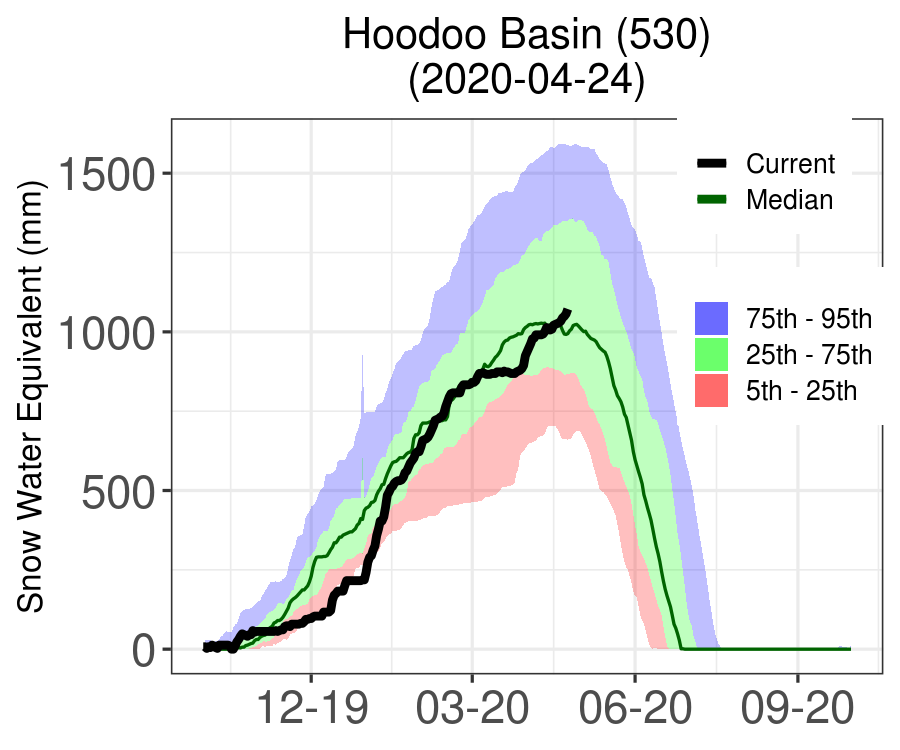 Hoodoo Basin (530)
(2020-04-24)
Snow Water Equivalent (mm)
1500
1000
500
0
12-19
03-20
06-20
09-20
Current
Median
75th - 95th
25th - 75th
5th - 25th